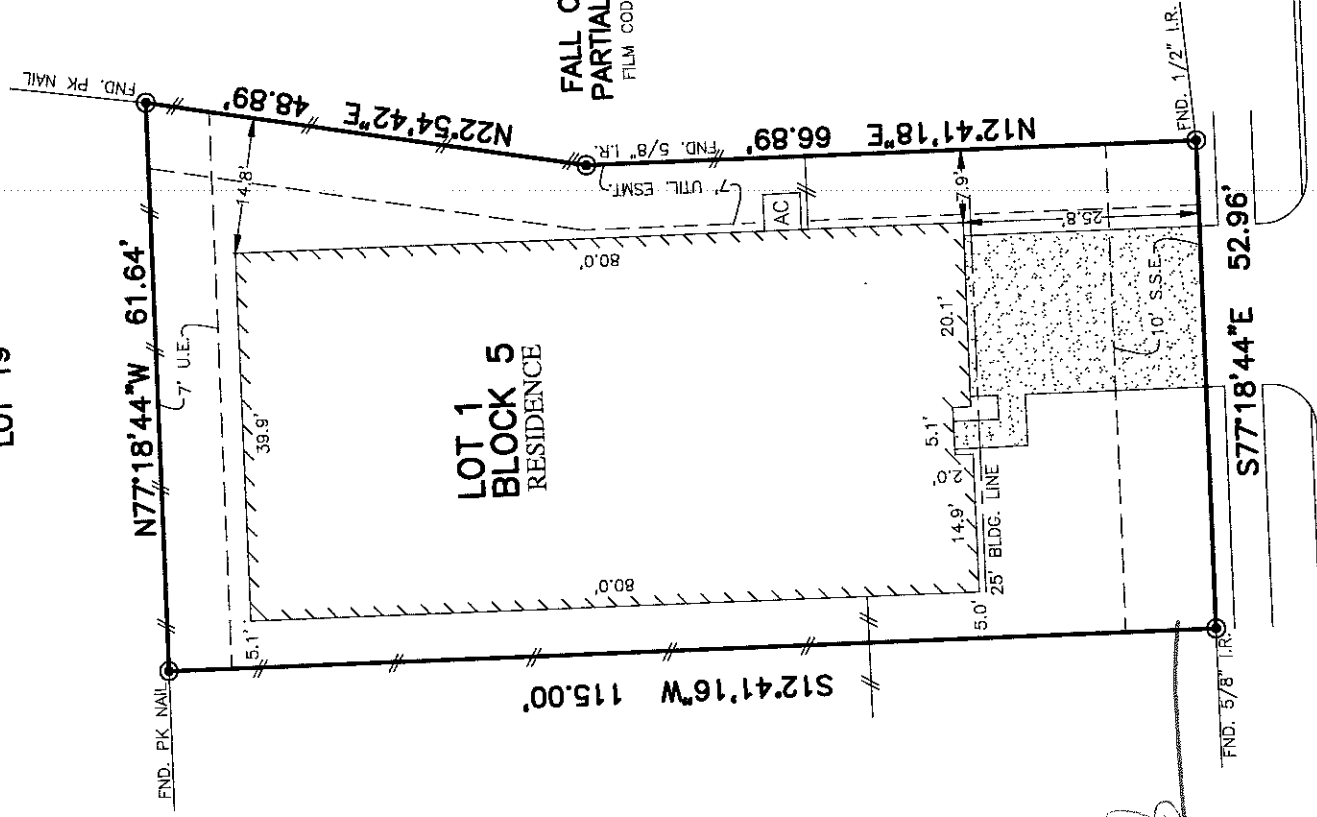 LOT 19
FND. PK NAIL
N77°18'44"W 61.64'
7' U.E.
FND. PK NAIL
N22°54'42"E 48.89'
14.8'
FALL C
PARTIAL
FILM COD
39.9'
5.1'
80.0'
80.0'
LOT 1
BLOCK 5
RESIDENCE
FND. 5/8" I.R.
7' UTIL. ESMT.
AC
N12°41'18"E 66.89'
7.9'
25.8'
20.1'
5.1'
2.0'
14.9'
5.0'
25' BLDG. LINE
10' S.S.E.
S12°41'16"W 115.00'
FND. 1/2" I.R.
FND. 5/8" I.R.
S77°18'44"E 52.96'